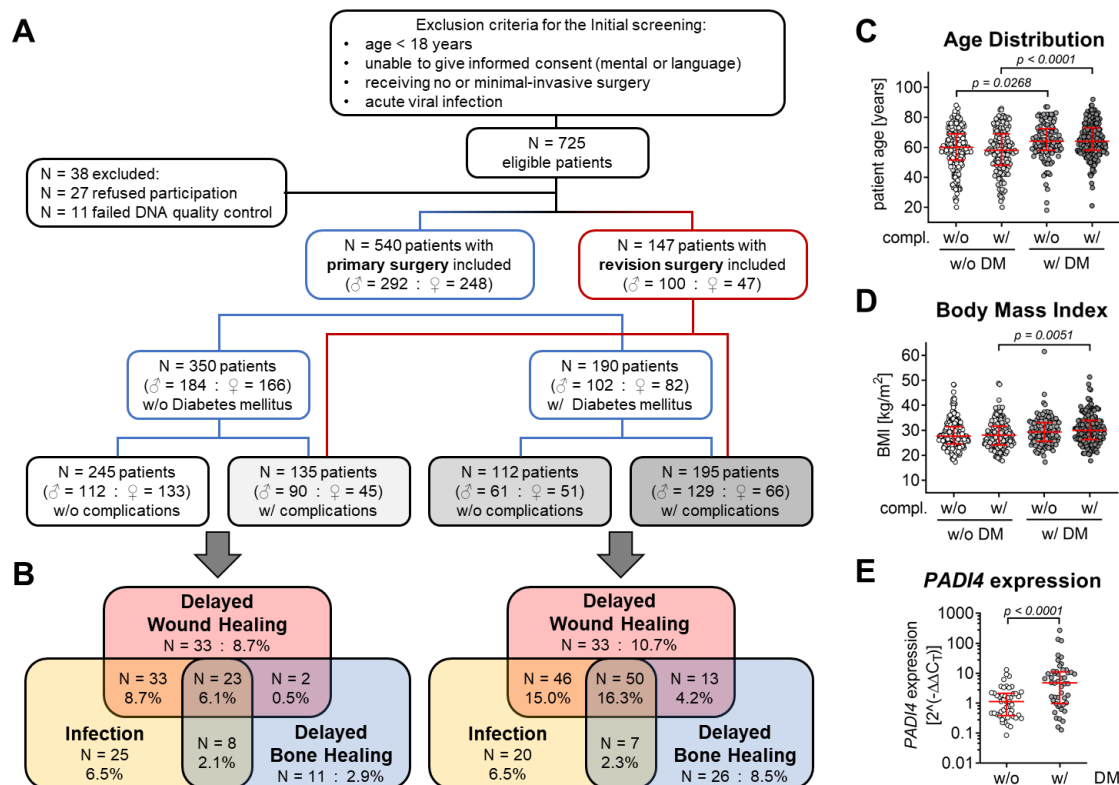 A
Exclusion criteria for the Initial screening:
• age < 18 years
• unable to give informed consent (mental or language)
• receiving no or minimal-invasive surgery
• acute viral infection
N = 725
eligible patients
N = 38 excluded:
N = 27 refused participation
N = 11 failed DNA quality control
N = 540 patients with
primary surgery included
(♂ = 292 : ♀ = 248)
N = 147 patients with
revision surgery included
(♂ = 100 : ♀ = 47)
N = 350 patients
(♂ = 184 : ♀ = 166)
w/o Diabetes mellitus
N = 190 patients
(♂ = 102 : ♀ = 82)
w/ Diabetes mellitus
N = 245 patients
(♂ = 112 : ♀ = 133)
w/o complications
N = 135 patients
(♂ = 90 : ♀ = 45)
w/ complications
N = 112 patients
(♂ = 61 : ♀ = 51)
w/o complications
N = 195 patients
(♂ = 129 : ♀ = 66)
w/ complications
B
Delayed
Wound Healing
N = 33 : 8.7%
N = 33
8.7%
N = 23
6.1%
N = 2
0.5%
Infection
N = 25
6.5%
N = 8
2.1%
Delayed
Bone Healing
N = 11 : 2.9%
Delayed
Wound Healing
N = 33 : 10.7%
N = 46
15.0%
N = 50
16.3%
N = 13
4.2%
Infection
N = 20
6.5%
N = 7
2.3%
Delayed
Bone Healing
N = 26 : 8.5%
C
Age Distribution
p < 0.0001
p = 0.0268
patient age [years]
100
80
60
40
20
compl. w/o w/ w/o w/
w/o DM w/ DM
D
Body Mass Index
p = 0.0051
BMI [kg/m²]
60
50
40
30
20
10
compl. w/o w/ w/o w/
w/o DM w/ DM
E
PADI4 expression
p < 0.0001
PADI4 expression
[2^(-ΔΔCT)]
1000
100
10
1
0.1
0.01
w/o w/ DM